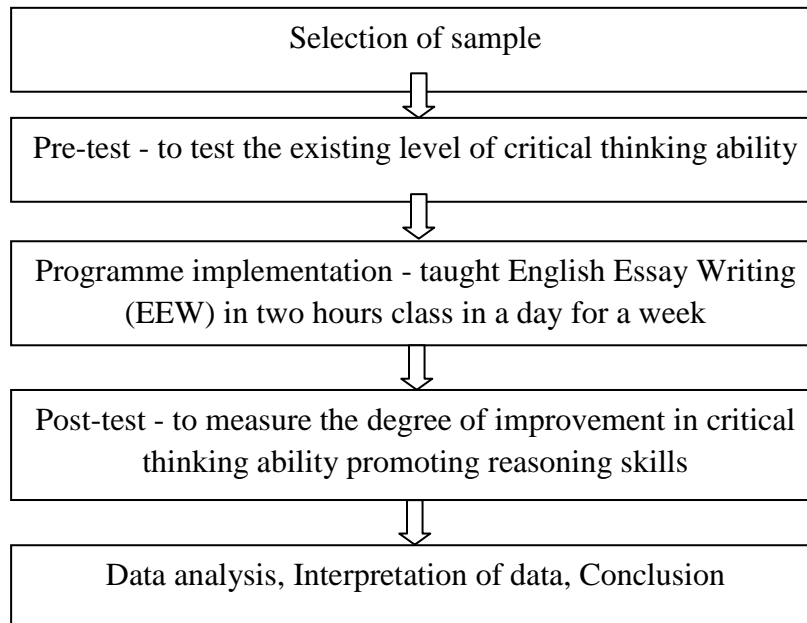 Selection of sample
Pre-test - to test the existing level of critical thinking ability
Programme implementation - taught English Essay Writing
(EEW) in two hours class in a day for a week
Post-test - to measure the degree of improvement in critical
thinking ability promoting reasoning skills
Data analysis, Interpretation of data, Conclusion